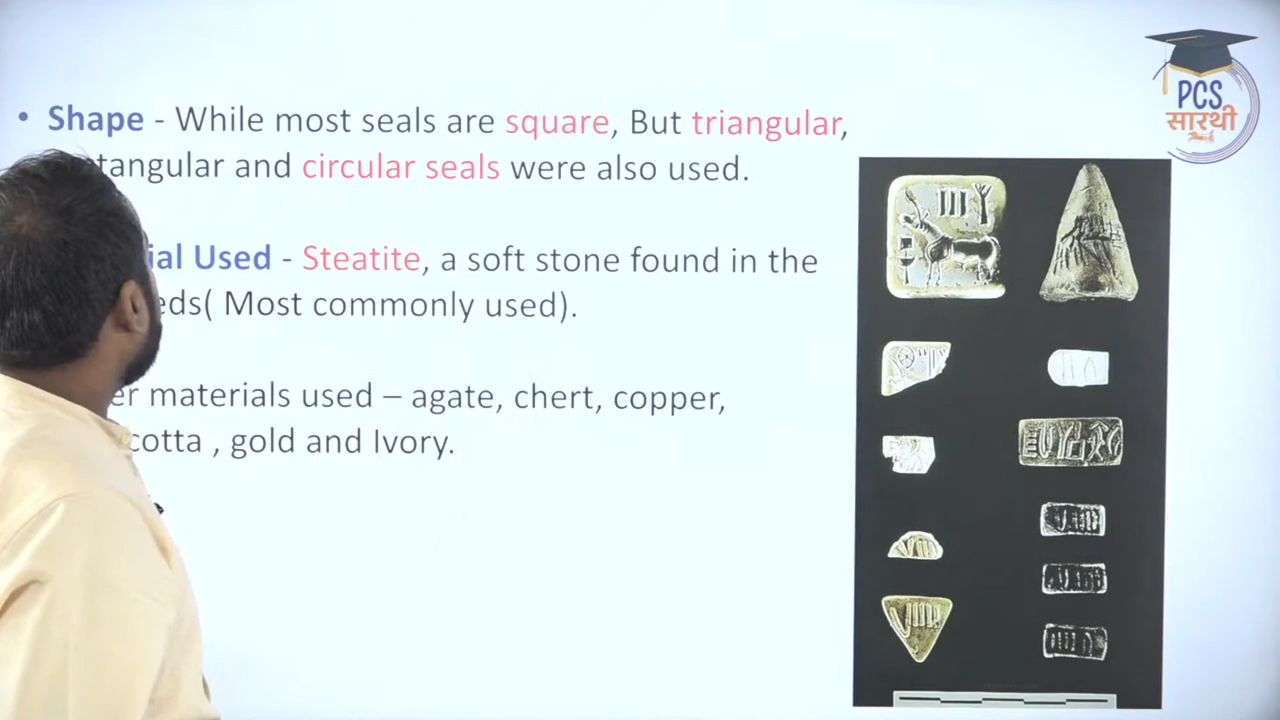 • Shape - While most seals are square, But triangular,
tangular and circular seals were also used.
ial Used - Steatite, a soft stone found in the
eds( Most commonly used).
er materials used – agate, chert, copper,
cotta , gold and Ivory.
PCS
सारथी